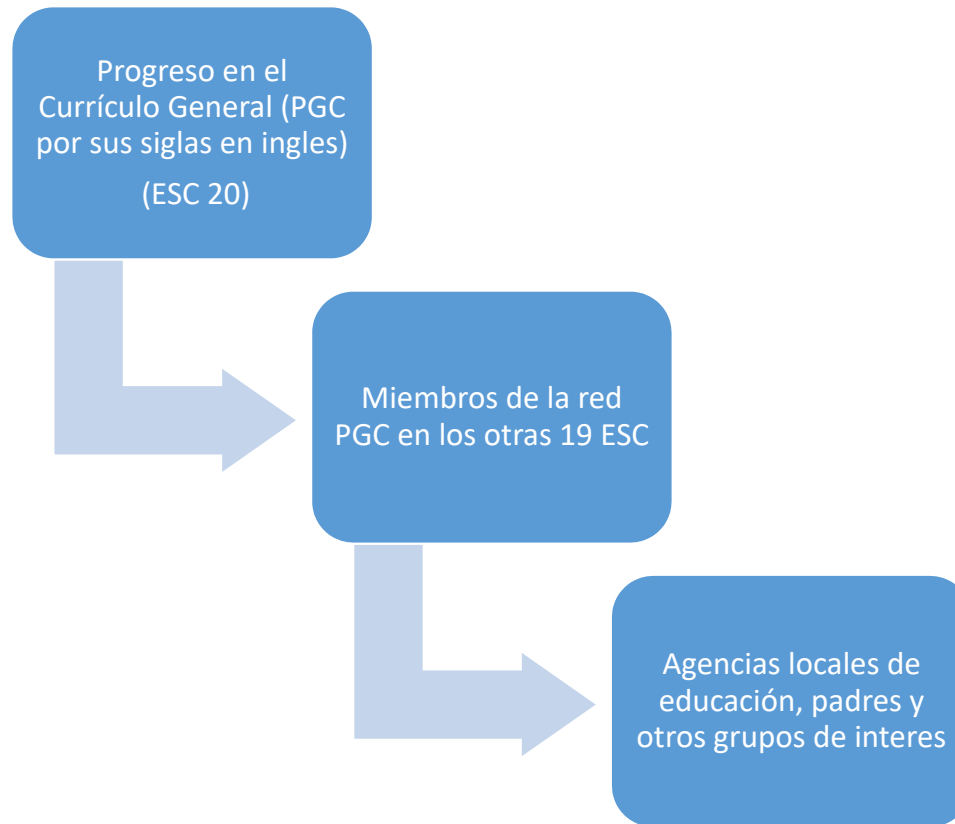 Progreso en el
Currículo General (PGC
por sus siglas en ingles)
(ESC 20)
Miembros de la red
PGC en los otras 19 ESC
Agencias locales de
educación, padres y
otros grupos de interes